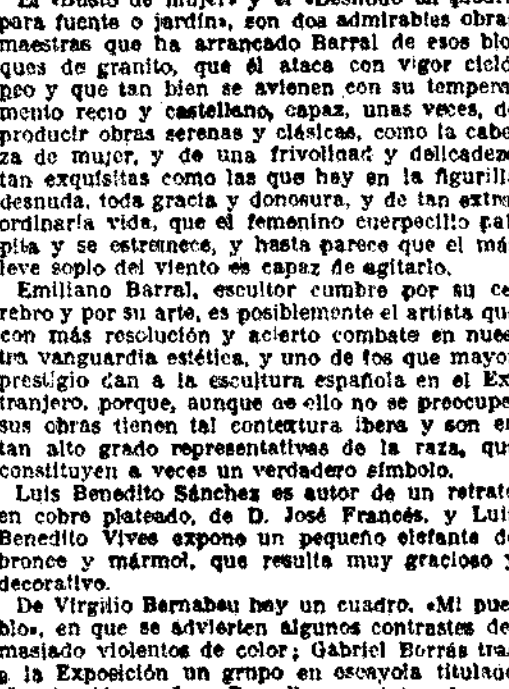 El «Busto de mujer» y el «Desnudo en piedra
para fuente o jardín», son dos admirables obra
maestras que ha arrancado Barral de esos blo
ques de granito, que él ataca con vigor cicló
peo y que tan bien se avienen con su tempera
mento recio y castellano, capaz, unas veces, d
producir obras serenas y clásicas, como la cabe
za de mujer, y de una frivolidad y delicadez
tan exquisitas como las que hay en la figurill
desnuda, toda gracia y donosura, y de tan extra
ordinaria vida, que el femenino cuerpecillo pal
pita y se estremece, y hasta parece que el má
leve soplo del viento es capaz de agitarlo.
Emiliano Barral, escultor cumbre por su ce
rebro y por su arte, es posiblemente el artista qu
con más resolución y acierto combate en nues
tra vanguardia estética, y uno de los que mayor
prestigio dan a la escultura española en el Ex
tranjero, porque, aunque de ello no se preocupe
sus obras tienen tal contextura ibera y son en
tan alto grado representativas de la raza, que
constituyen a veces un verdadero símbolo.
Luis Benedito Sánchez es autor de un retrato
en cobre plateado, de D. José Francés, y Luis
Benedito Vives expone un pequeño elefante d
bronce y mármol, que resulta muy gracioso y
decorativo.
De Virgilio Bernabeu hay un cuadro, «Mi pue
blo», en que se advierten algunos contrastes de
masiado violentos de color; Gabriel Borrás tra
a la Exposición un grupo en escayola titulado